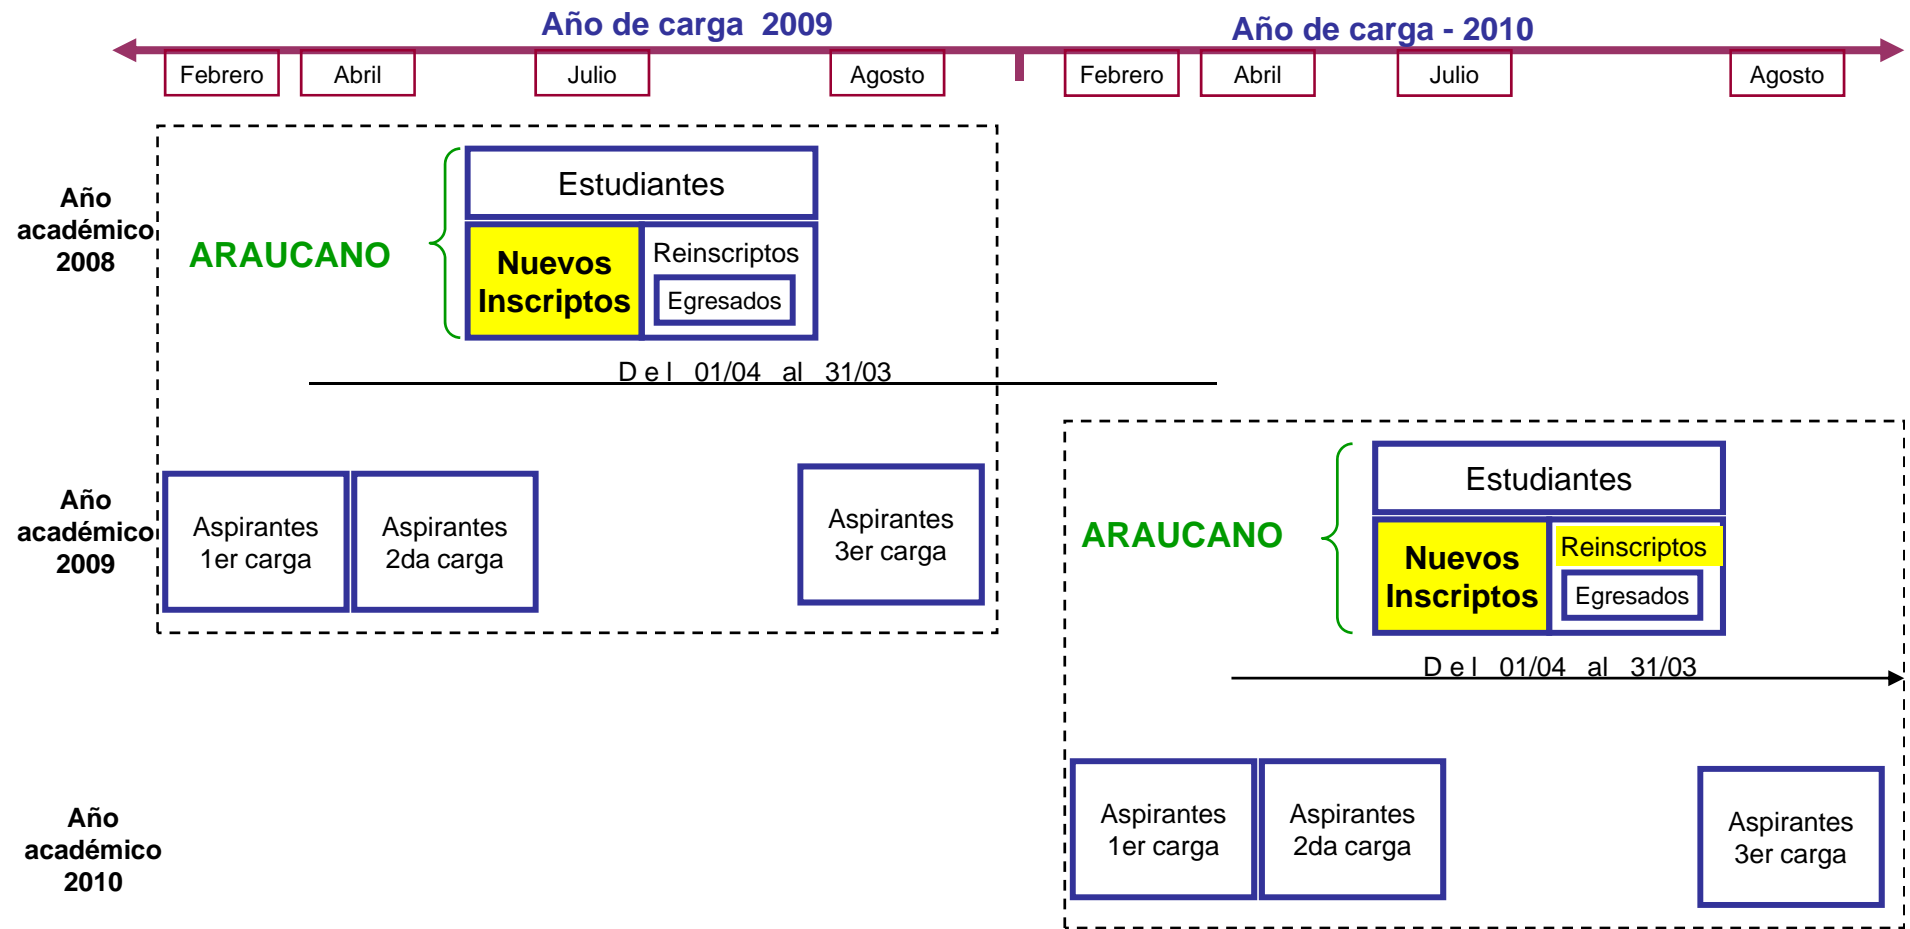 Año de carga  2009
Año de carga - 2010
Febrero
Abril
Julio
Agosto
Febrero
Abril
Julio
Agosto
Año
académico
2008
ARAUCANO
Estudiantes
Nuevos
Inscriptos
Reinscriptos
Egresados
D e l   01/04   al   31/03
Año
académico
2009
Aspirantes
1er carga
Aspirantes
2da carga
Aspirantes
3er carga
ARAUCANO
Estudiantes
Nuevos
Inscriptos
Reinscriptos
Egresados
D e l   01/04   al   31/03
Año
académico
2010
Aspirantes
1er carga
Aspirantes
2da carga
Aspirantes
3er carga